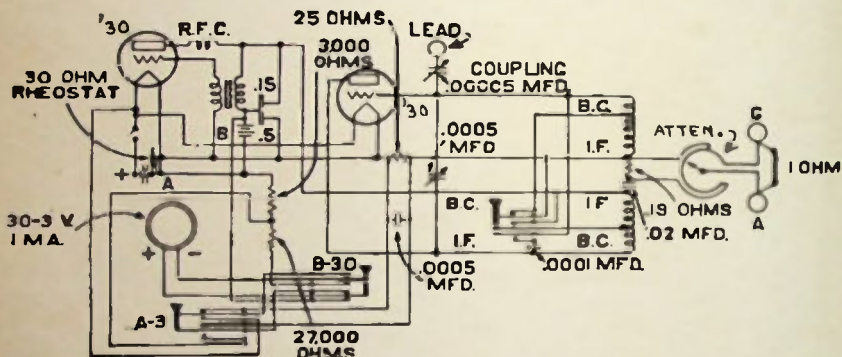 '30
R.F.C.
25 OHMS
3,000
OHMS
LEAD
30 OHM
RHEOSTAT
.15
B
.5
'30
COUPLING
.00005 MFD
B.C.
.0005
MFD
I.F.
ATTEN.
G
1 OHM
+
A
30-3 V.
1 MA.
+ -
B.C.
I.F.
I.F
B.C.
.19 OHMS
.02 MFD.
A
B-30
.0005
MFD.
.0001 MFD.
A-3
27,000
OHMS